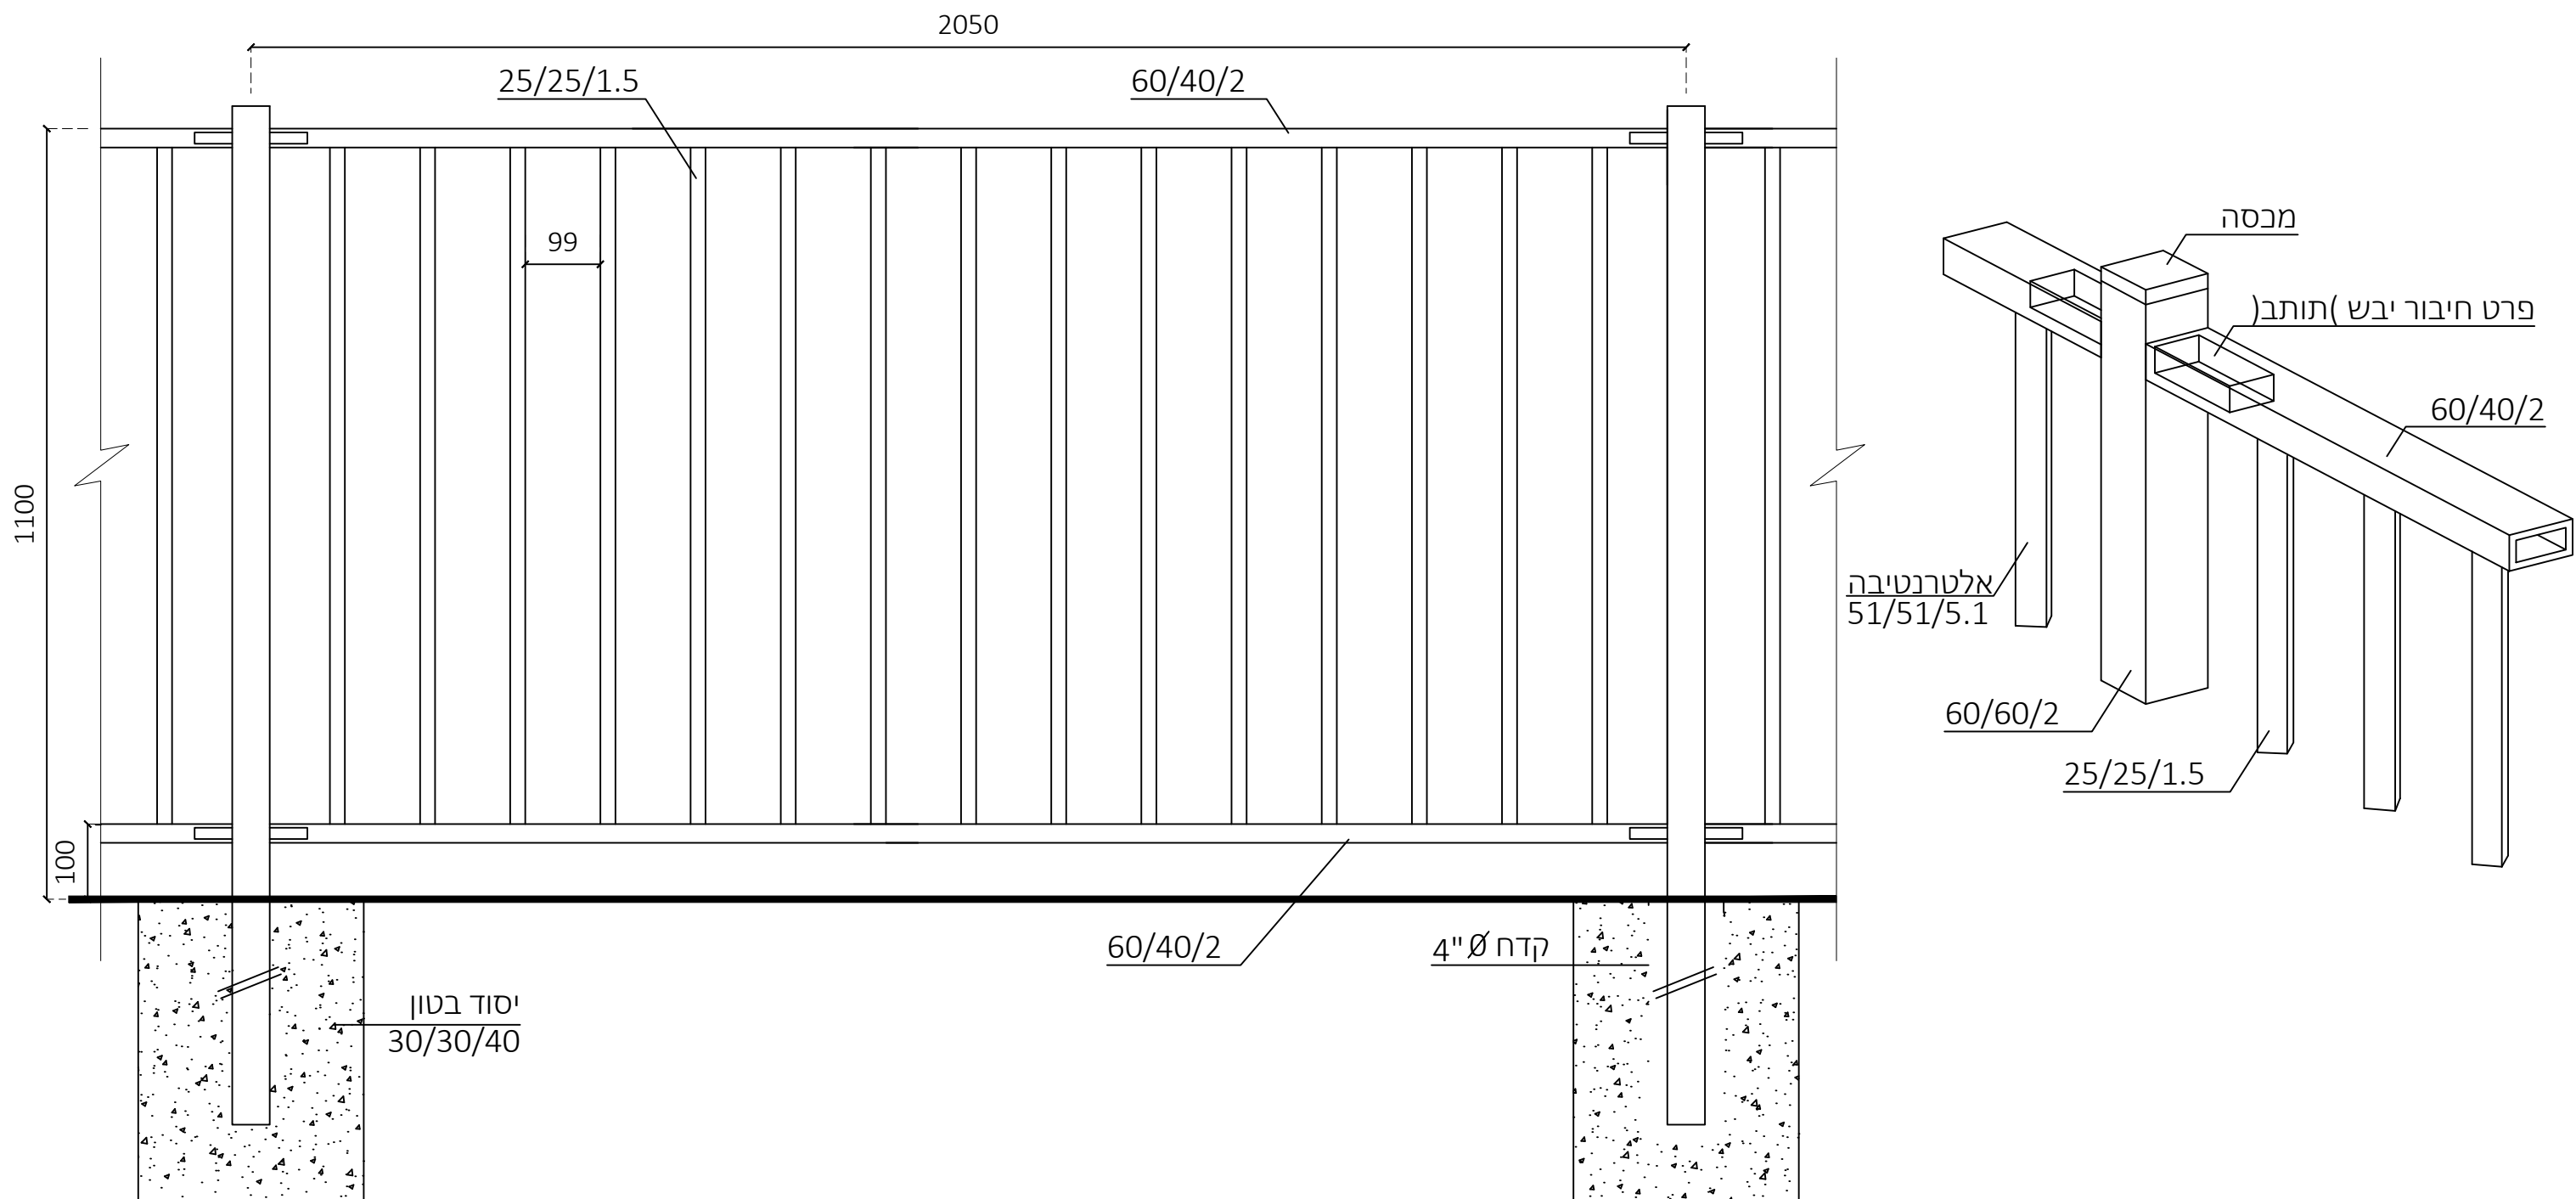 2050
25/25/1.5
60/40/2
99
1100
100
60/40/2
קדח Ø 4"
יסוד בטון
30/30/40
מכסה
פרט חיבור יבש )תותב(
60/40/2
אלטרנטיבה
51/51/5.1
60/60/2
25/25/1.5